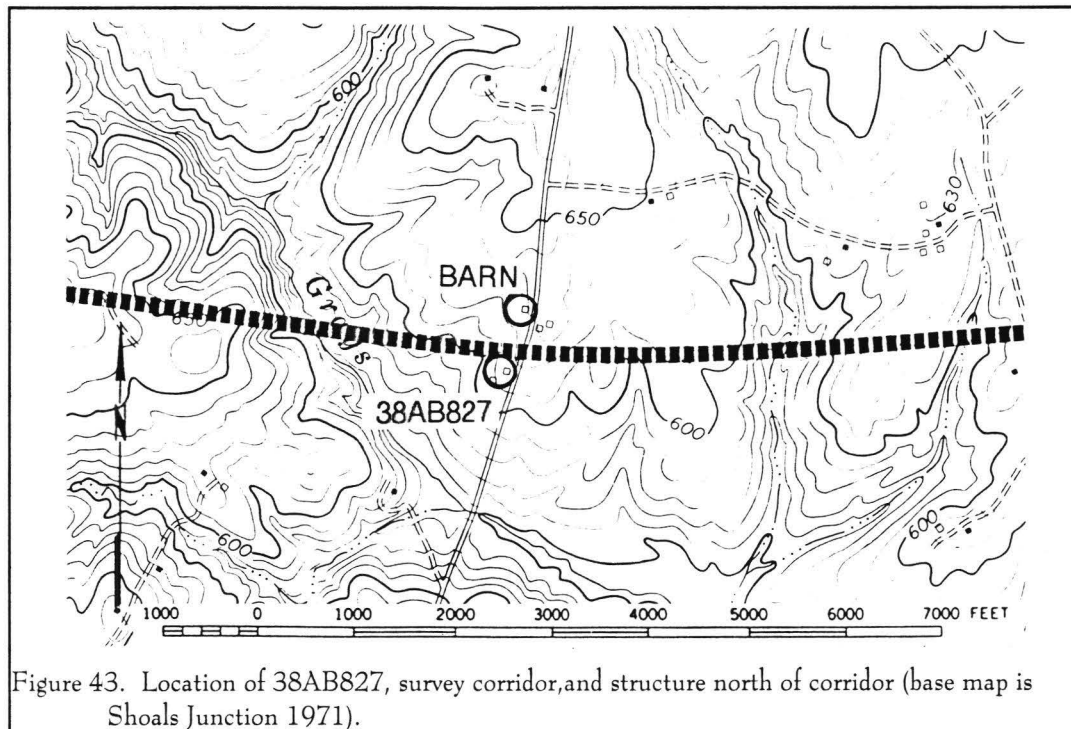 600
650
630
BARN
Grays
630
38AB827
600
600
600
N
1000 0 1000 2000 3000 4000 5000 6000 7000 FEET
Figure 43. Location of 38AB827, survey corridor,and structure north of corridor (base map is
Shoals Junction 1971).